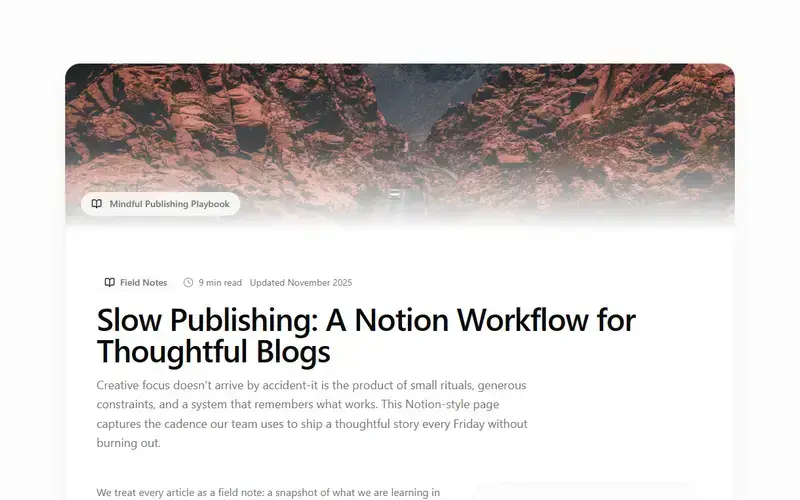 Mindful Publishing Playbook
Field Notes
9 min read
Updated November 2025
Slow Publishing: A Notion Workflow for
Thoughtful Blogs
Creative focus doesn't arrive by accident-it is the product of small rituals, generous
constraints, and a system that remembers what works. This Notion-style page
captures the cadence our team uses to ship a thoughtful story every Friday without
burning out.
We treat every article as a field note: a snapshot of what we are learning in